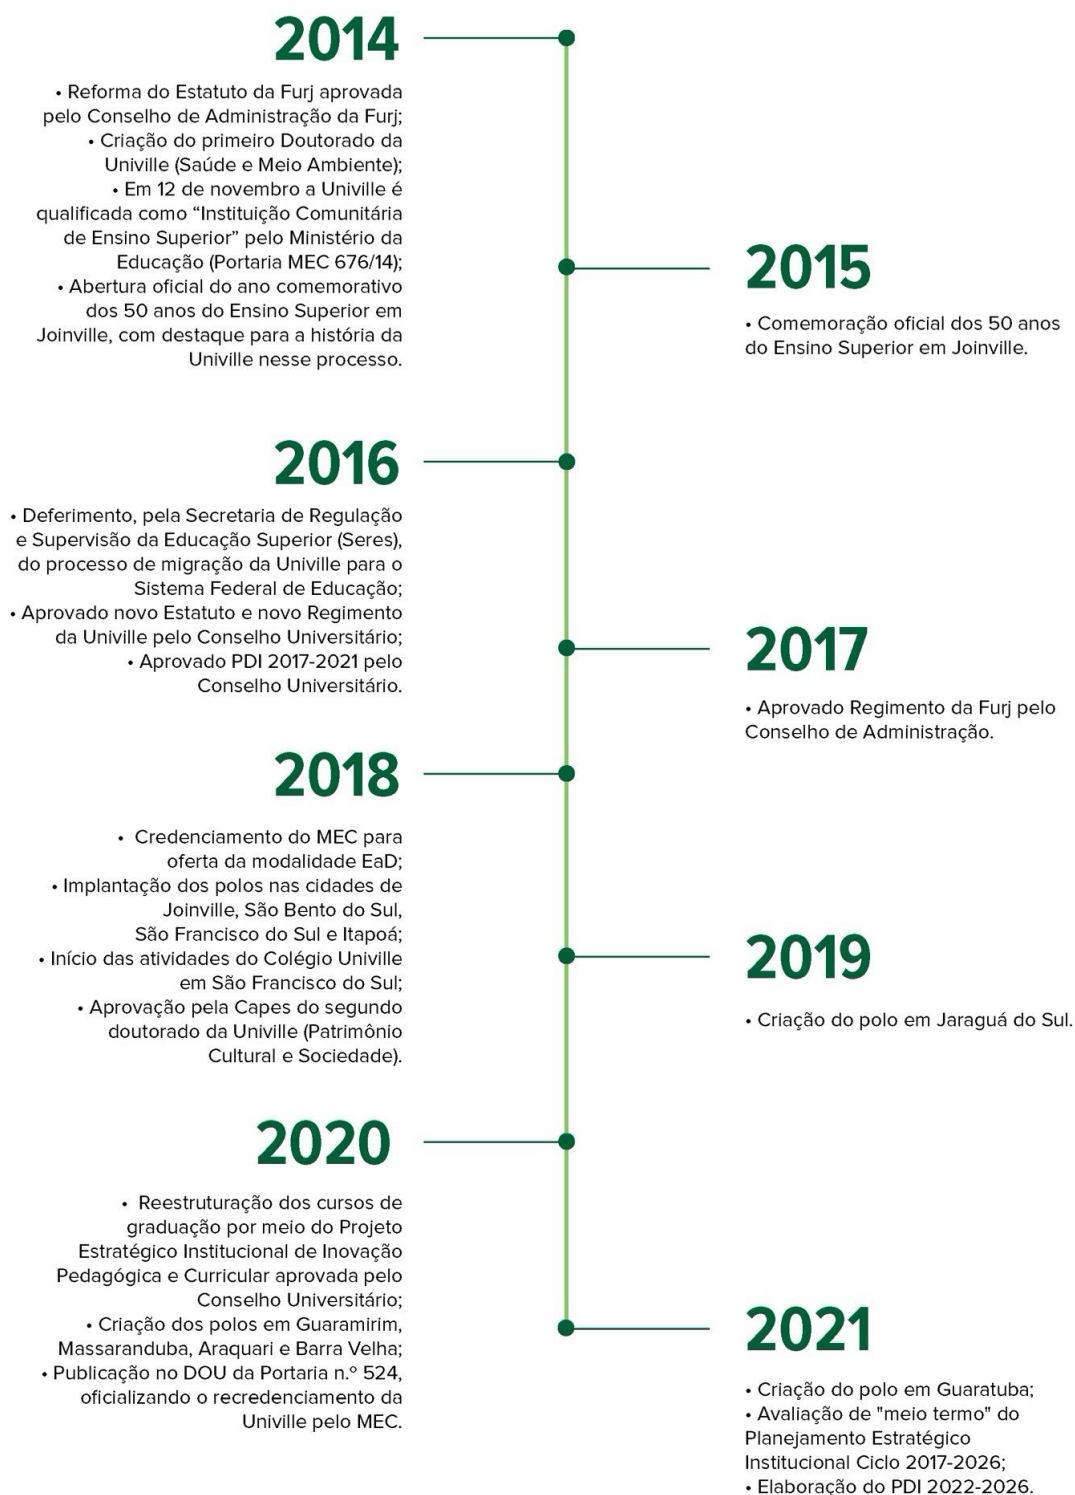 2014
• Reforma do Estatuto da Furj aprovada
pelo Conselho de Administração da Furj;
• Criação do primeiro Doutorado da
Univille (Saúde e Meio Ambiente);
• Em 12 de novembro a Univille é
qualificada como “Instituição Comunitária
de Ensino Superior” pelo Ministério da
Educação (Portaria MEC 676/14);
• Abertura oficial do ano comemorativo
dos 50 anos do Ensino Superior em
Joinville, com destaque para a história da
Univille nesse processo.
2015
• Comemoração oficial dos 50 anos
do Ensino Superior em Joinville.
2016
• Deferimento, pela Secretaria de Regulação
e Supervisão da Educação Superior (Seres),
do processo de migração da Univille para o
Sistema Federal de Educação;
• Aprovado novo Estatuto e novo Regimento
da Univille pelo Conselho Universitário;
• Aprovado PDI 2017-2021 pelo
Conselho Universitário.
2017
• Aprovado Regimento da Furj pelo
Conselho de Administração.
2018
• Credenciamento do MEC para
oferta da modalidade EaD;
• Implantação dos polos nas cidades de
Joinville, São Bento do Sul,
São Francisco do Sul e Itapoá;
• Início das atividades do Colégio Univille
em São Francisco do Sul;
• Aprovação pela Capes do segundo
doutorado da Univille (Patrimônio
Cultural e Sociedade).
2019
• Criação do polo em Jaraguá do Sul.
2020
• Reestruturação dos cursos de
graduação por meio do Projeto
Estratégico Institucional de Inovação
Pedagógica e Curricular aprovada pelo
Conselho Universitário;
• Criação dos polos em Guaramirim,
Massaranduba, Araquari e Barra Velha;
• Publicação no DOU da Portaria n.º 524,
oficializando o recredenciamento da
Univille pelo MEC.
2021
• Criação do polo em Guaratuba;
• Avaliação de "meio termo" do
Planejamento Estratégico
Institucional Ciclo 2017-2026;
• Elaboração do PDI 2022-2026.